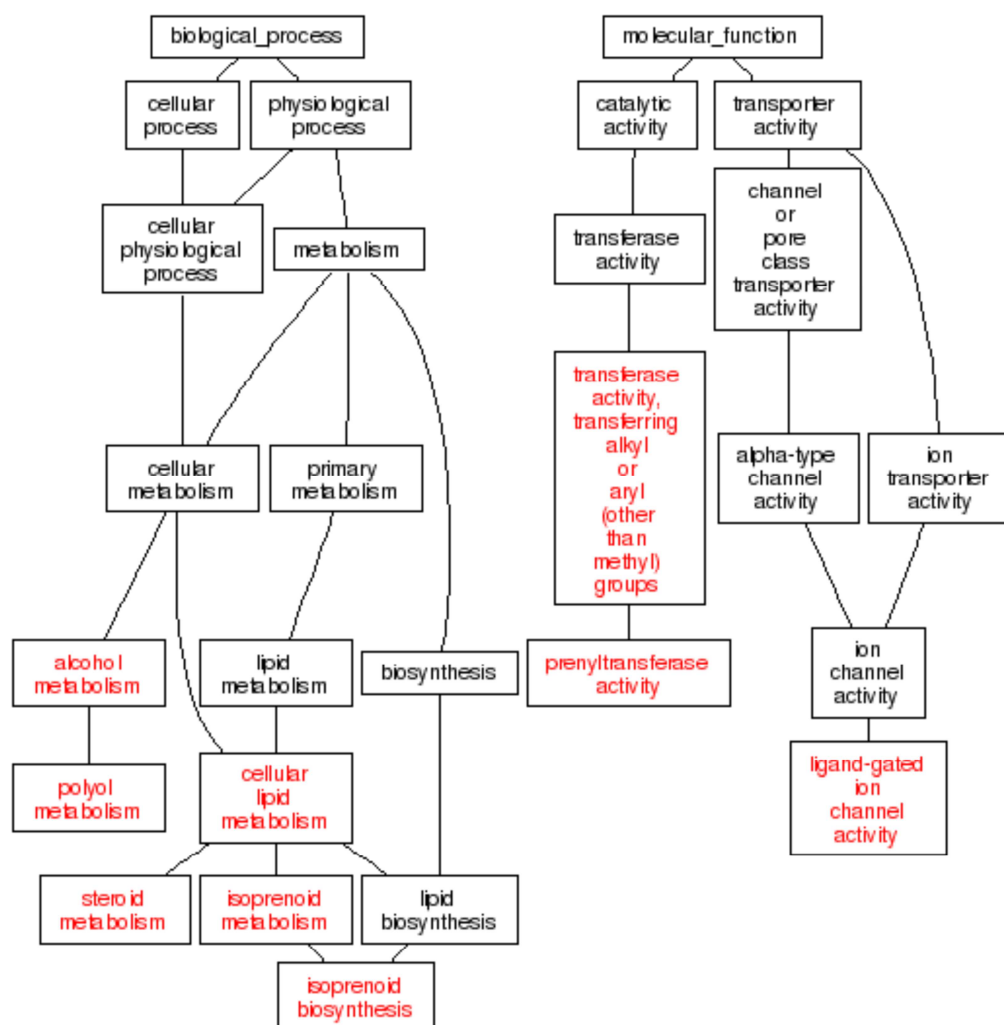 biological_process
molecular_function
cellular
process
physiological
process
catalytic
activity
transporter
activity
cellular
physiological
process
metabolism
transferase
activity
channel
or
pore
class
transporter
activity
transferase
activity,
transferring
alkyl
or
aryl
(other
than
methyl)
groups
cellular
metabolism
primary
metabolism
alpha-type
channel
activity
ion
transporter
activity
alcohol
metabolism
lipid
metabolism
biosynthesis
prenyltransferase
activity
ion
channel
activity
polyol
metabolism
cellular
lipid
metabolism
ligand-gated
ion
channel
activity
steroid
metabolism
isoprenoid
metabolism
lipid
biosynthesis
isoprenoid
biosynthesis